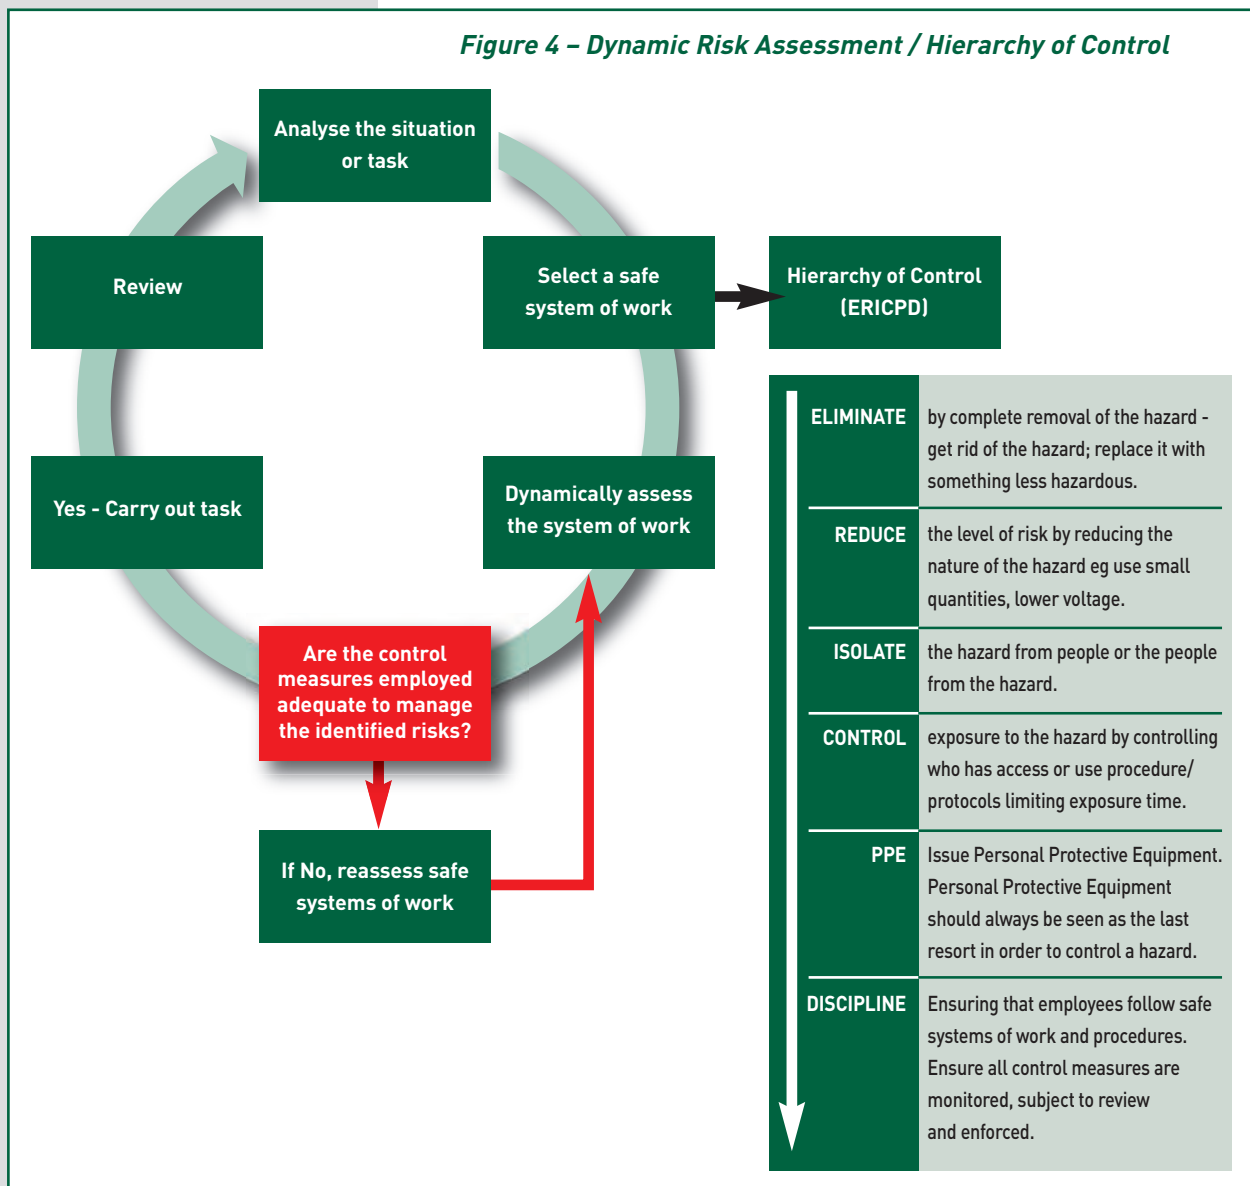 Figure 4 – Dynamic Risk Assessment / Hierarchy of Control
Analyse the situation
or task
Select a safe
system of work
Hierarchy of Control
(ERICPD)
Review
Dynamically assess
the system of work
Yes - Carry out task
Are the control
measures employed
adequate to manage
the identified risks?
If No, reassess safe
systems of work
ELIMINATE
by complete removal of the hazard -
get rid of the hazard; replace it with
something less hazardous.
REDUCE
the level of risk by reducing the
nature of the hazard eg use small
quantities, lower voltage.
ISOLATE
the hazard from people or the people
from the hazard.
CONTROL
exposure to the hazard by controlling
who has access or use procedure/
protocols limiting exposure time.
PPE
Issue Personal Protective Equipment.
Personal Protective Equipment
should always be seen as the last
resort in order to control a hazard.
DISCIPLINE
Ensuring that employees follow safe
systems of work and procedures.
Ensure all control measures are
monitored, subject to review
and enforced.